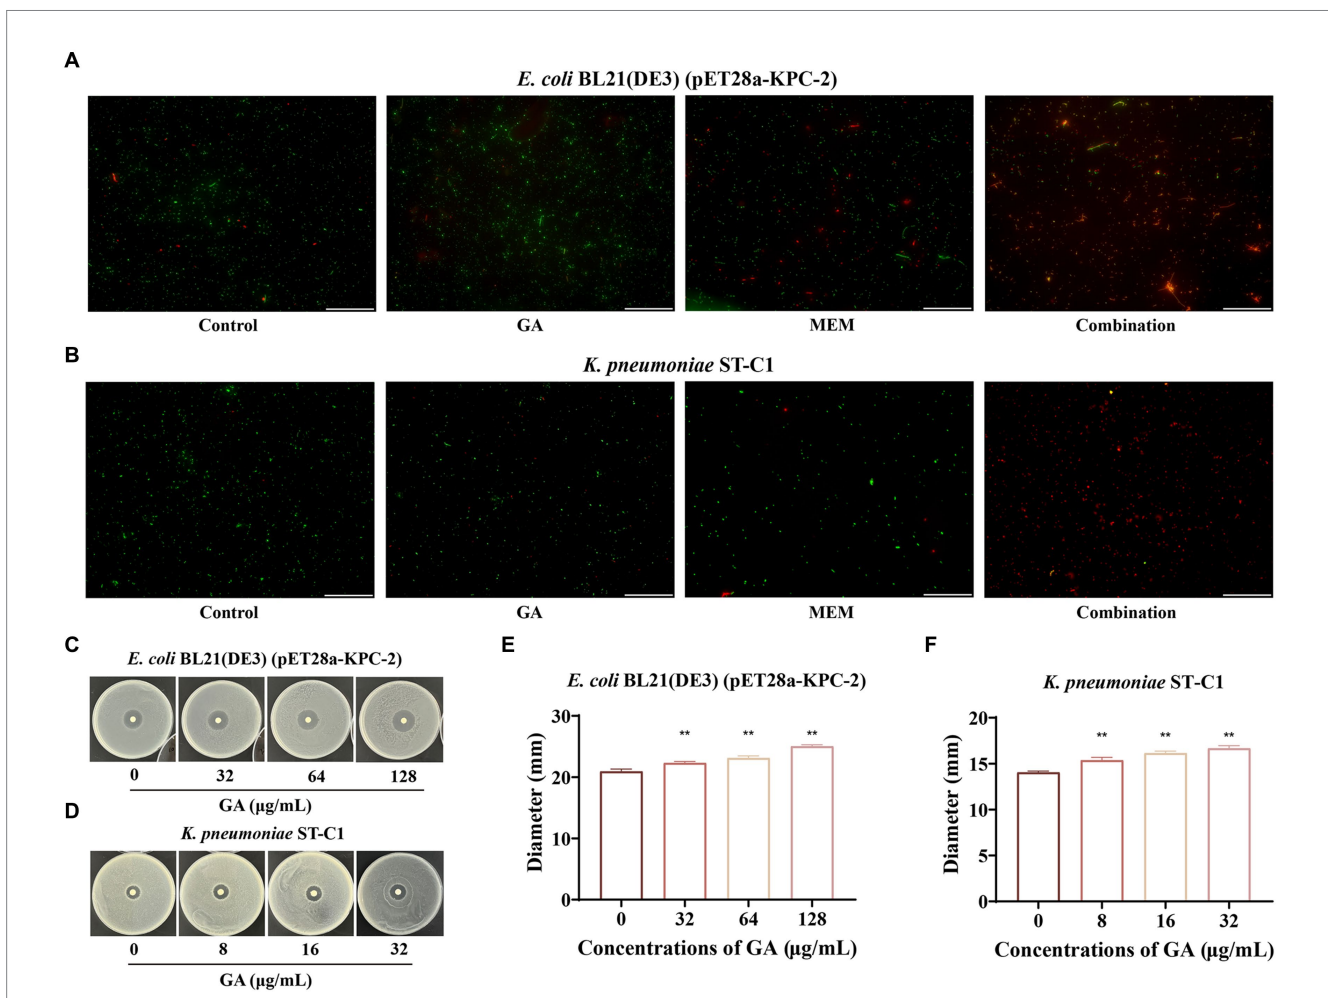 A
E. coli BL21(DE3) (pET28a-KPC-2)
Control GA MEM Combination
B
K. pneumoniae ST-C1
Control GA MEM Combination
C
E. coli BL21(DE3) (pET28a-KPC-2)
0 32 64 128
GA (μg/mL)
D
K. pneumoniae ST-C1
0 8 16 32
GA (μg/mL)
E
E. coli BL21(DE3) (pET28a-KPC-2)
Diameter (mm)
30
20
10
0
** ** **
0 32 64 128
Concentrations of GA (μg/mL)
F
K. pneumoniae ST-C1
Diameter (mm)
20
15
10
5
0
** ** **
0 8 16 32
Concentrations of GA (μg/mL)